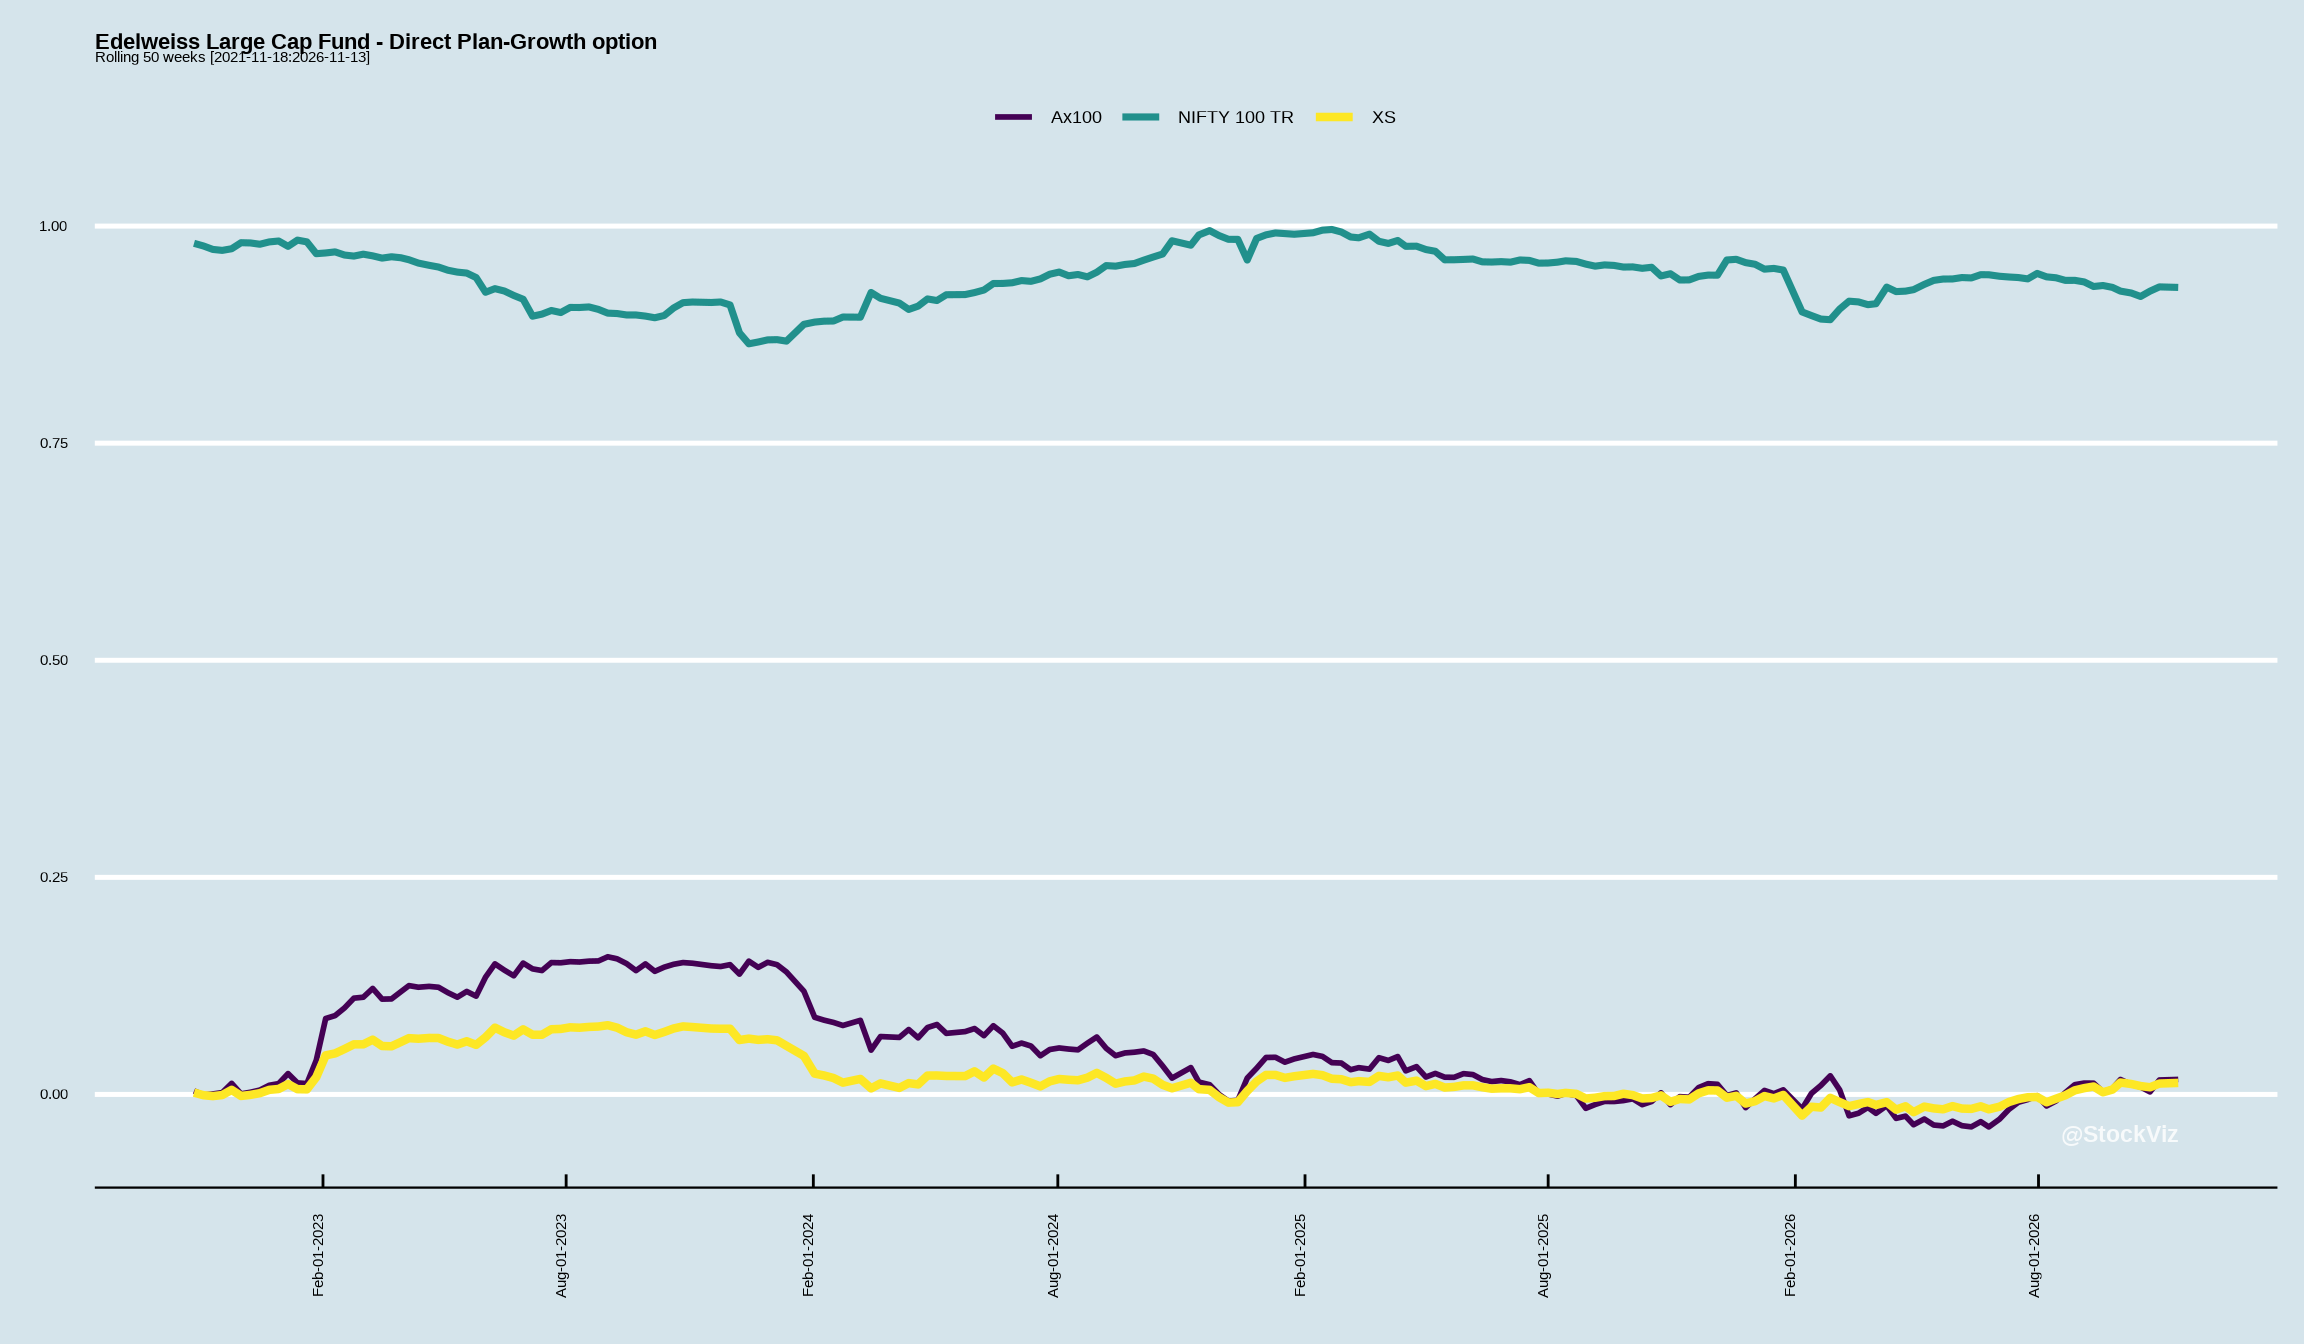 Edelweiss Large Cap Fund - Direct Plan-Growth option
Rolling 50 weeks [2021-11-18:2026-11-13]
Ax100 NIFTY 100 TR XS
1.00
0.75
0.50
0.25
0.00
@StockViz
Feb-01-2023
Aug-01-2023
Feb-01-2024
Aug-01-2024
Feb-01-2025
Aug-01-2025
Feb-01-2026
Aug-01-2026